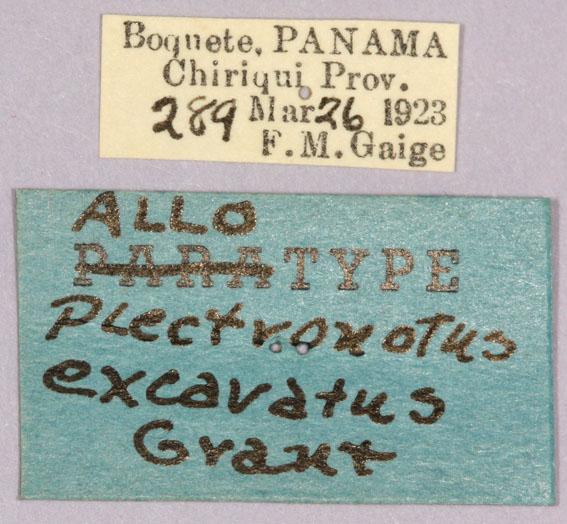 Boquete, PANAMA
Chiriqui Prov.
289 Mar 26 1923
F.M. Gaige
ALLO
PARATYPE
Plectronotus
excavatus
Grant